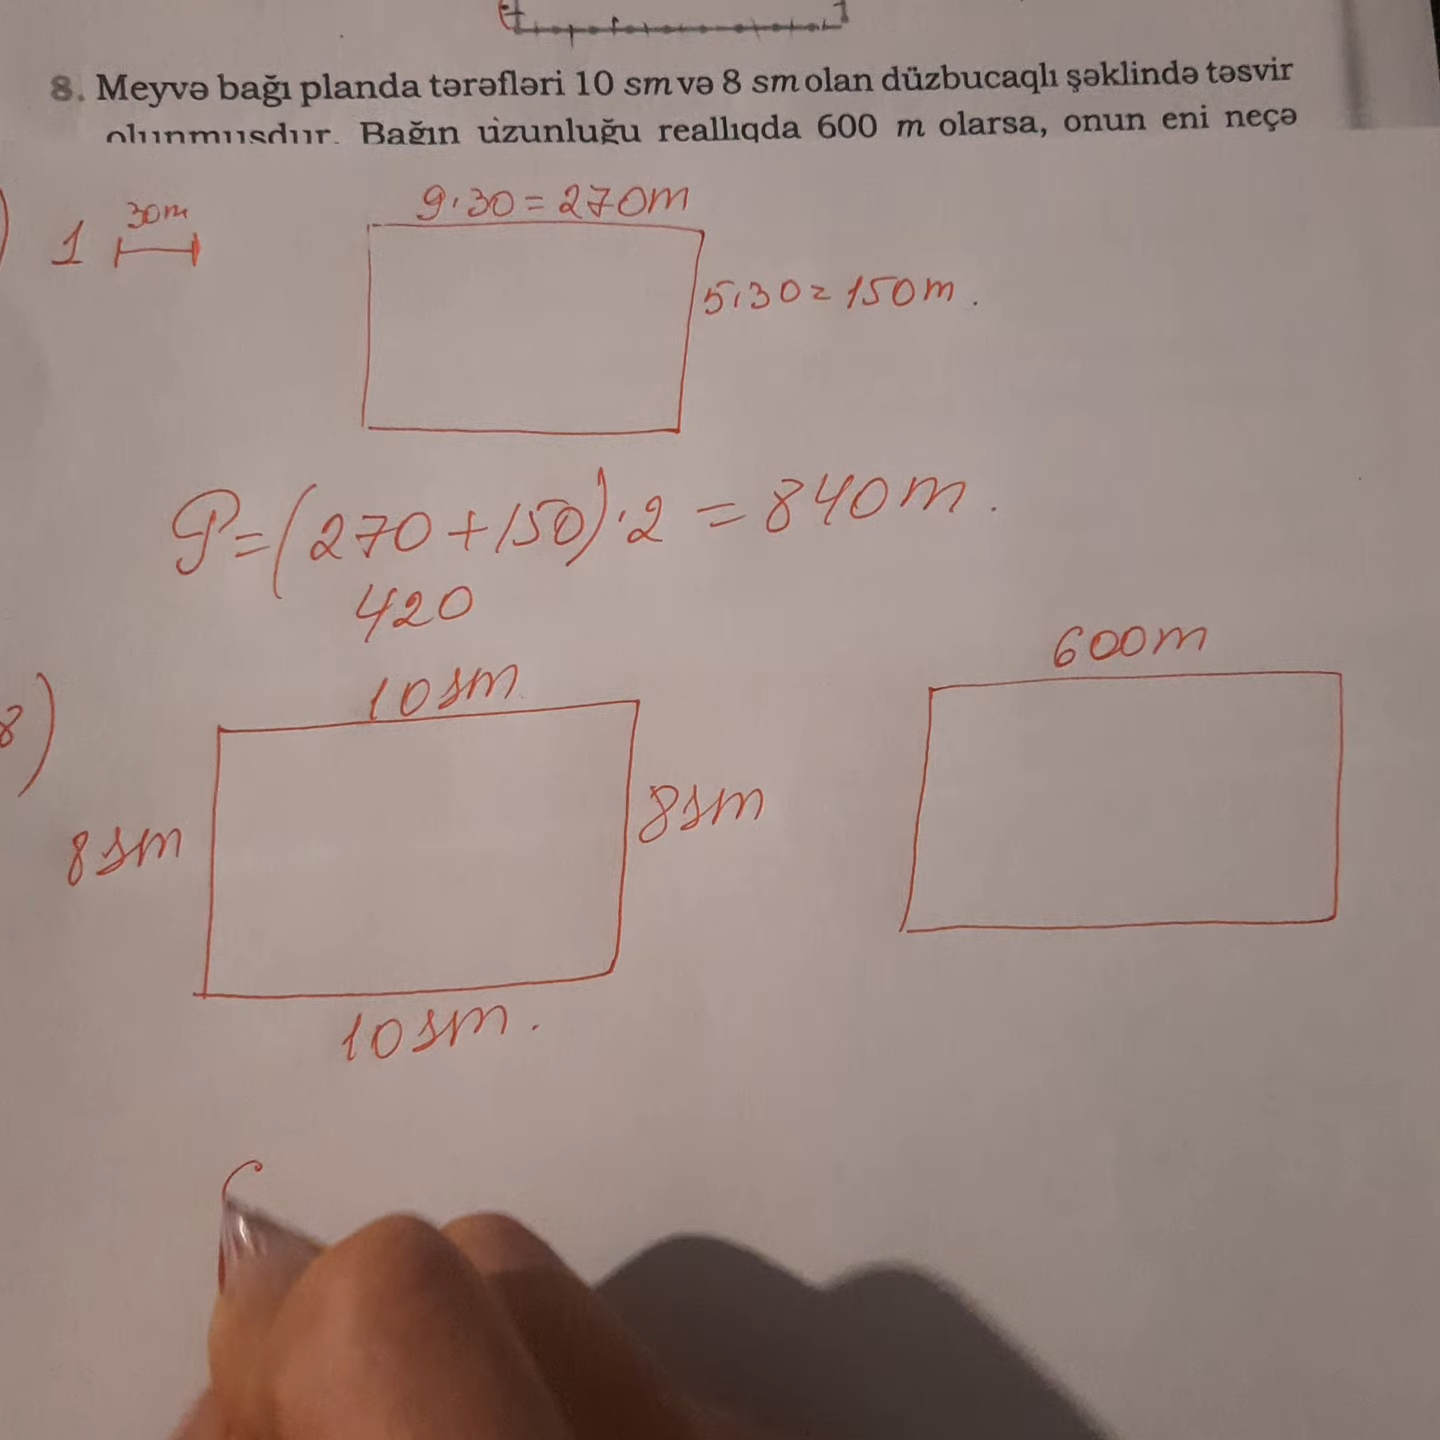 8. Meyvə bağı planda tərəfləri 10 sm və 8 sm olan düzbucaqlı şəklində təsvir
olunmuşdur. Bağın uzunluğu reallıqda 600 m olarsa, onun eni neçə
30m
1
9·30=270m
5·30=150m.
P=(270+150)·2=840m.
420
8)
10sm
8sm
8sm
10sm.
600m